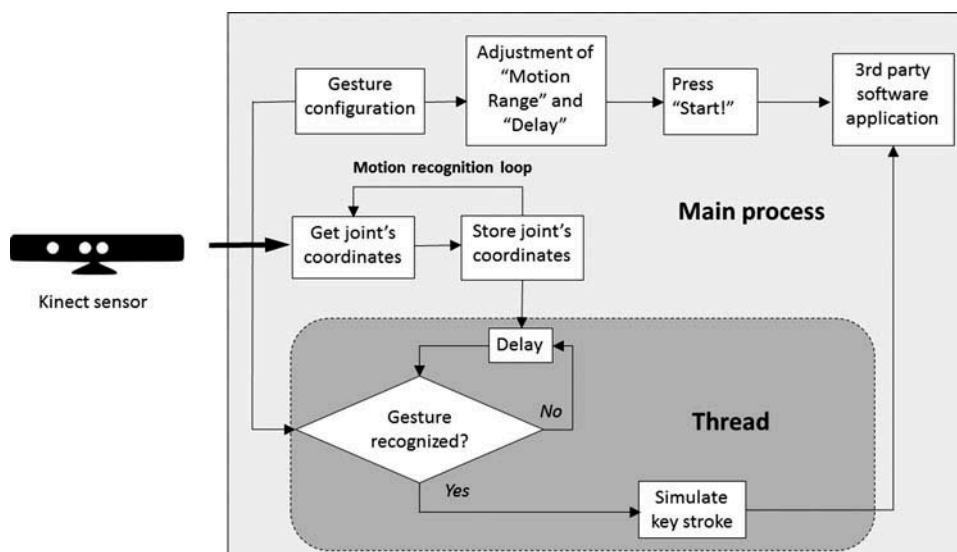 Gesture
configuration
Adjustment of
“Motion
Range” and
“Delay”
Press
“Start!”
3rd party
software
application
Motion recognition loop
Main process
Get joint’s
coordinates
Store joint’s
coordinates
Kinect sensor
Delay
Gesture
recognized?
No
Thread
Yes
Simulate
key stroke